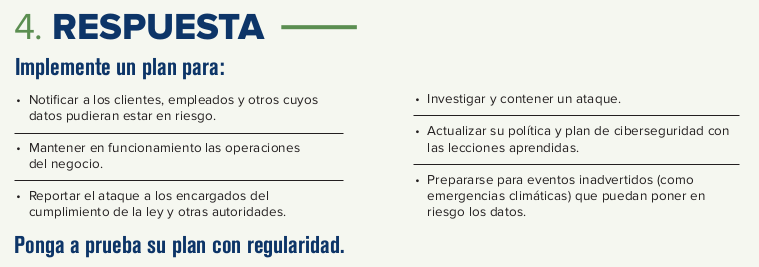 4. RESPUESTA
Implemente un plan para:
• Notificar a los clientes, empleados y otros cuyos
datos pudieran estar en riesgo.
• Mantener en funcionamiento las operaciones
del negocio.
• Reportar el ataque a los encargados del
cumplimiento de la ley y otras autoridades.
• Investigar y contener un ataque.
• Actualizar su política y plan de ciberseguridad con
las lecciones aprendidas.
• Prepararse para eventos inadvertidos (como
emergencias climáticas) que puedan poner en
riesgo los datos.
Ponga a prueba su plan con regularidad.